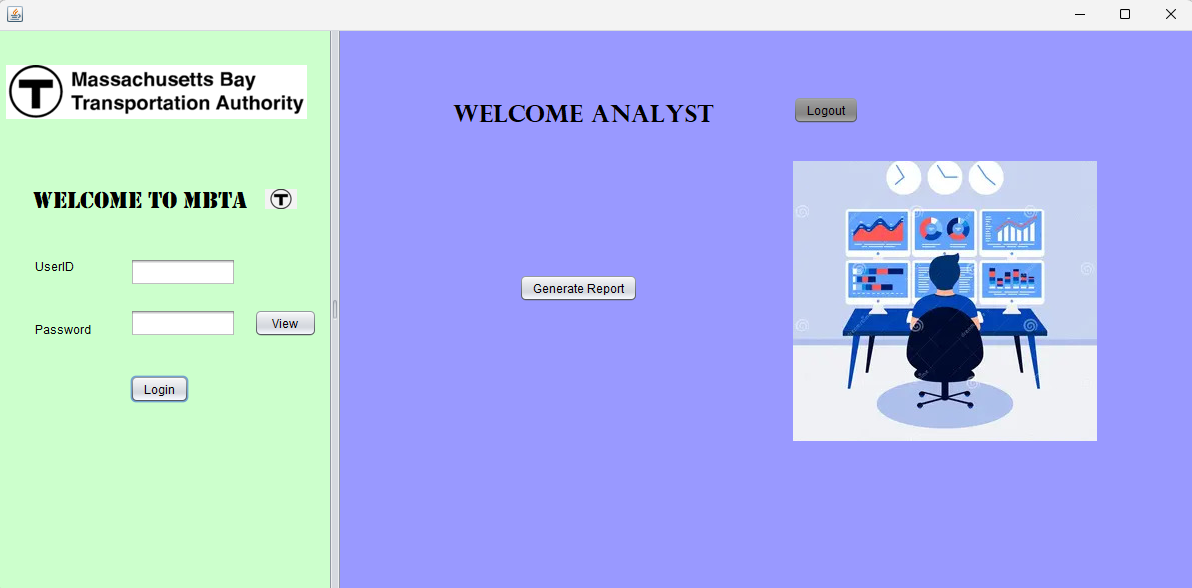 T Massachusetts Bay
Transportation Authority
WELCOME TO MBTA T
UserID
Password
View
Login
WELCOME ANALYST
Logout
Generate Report